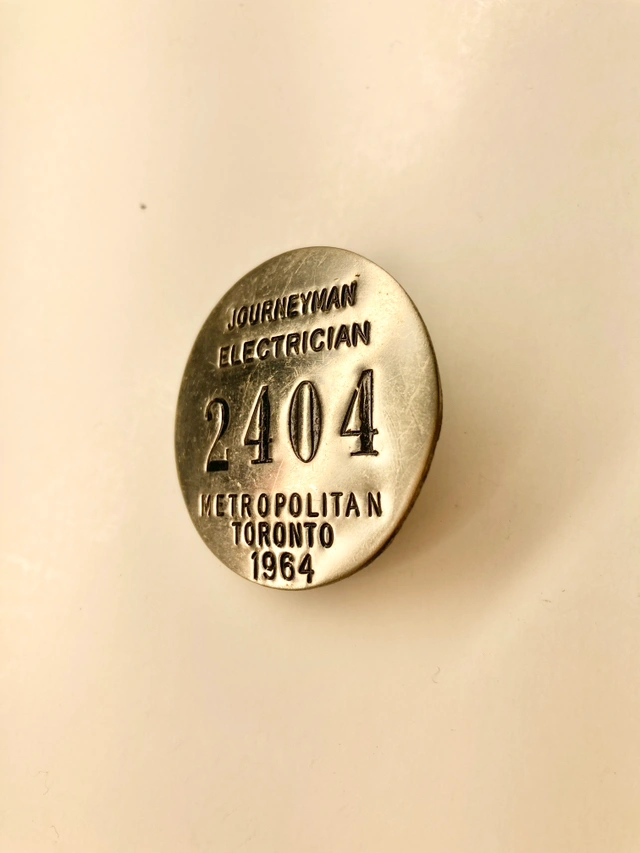 JOURNEYMAN
ELECTRICIAN
2404
METROPOLITAN
TORONTO
1964